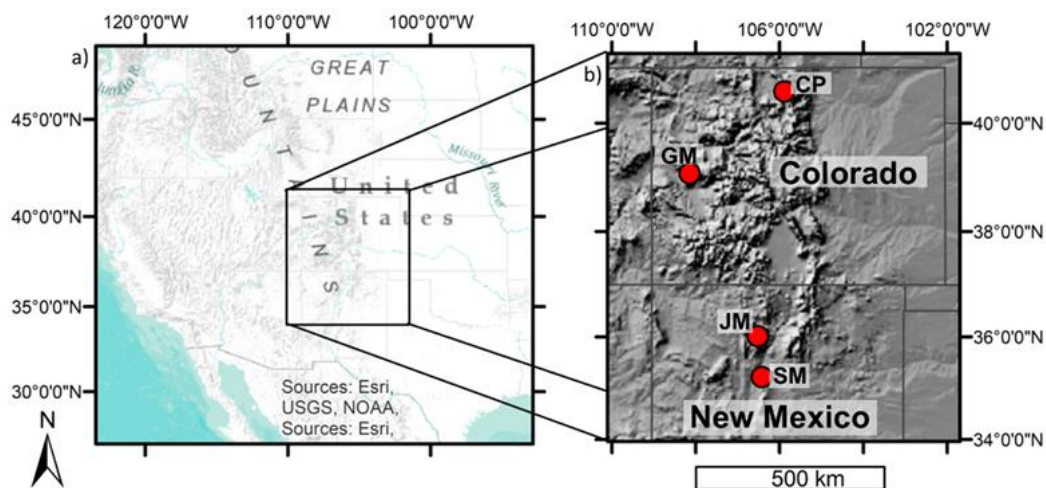 120°0'0"W 110°0'0"W 100°0'0"W
a)
45°0'0"N
40°0'0"N
35°0'0"N
30°0'0"N
O U N T A I N S
GREAT
PLAINS
Missouri River
United
States
Sources: Esri,
USGS, NOAA,
Sources: Esri,
N
110°0'0"W 106°0'0"W 102°0'0"W
b)
CP
40°0'0"N
GM
Colorado
38°0'0"N
JM
36°0'0"N
SM
New Mexico
34°0'0"N
500 km